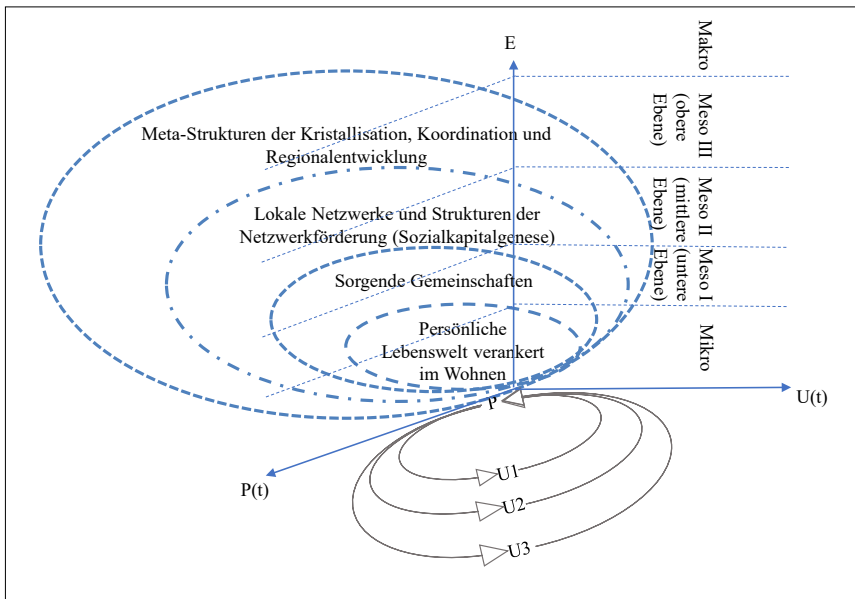 E
Makro
Meso III
(obere
Ebene)
Meta-Strukturen der Kristallisation, Koordination und
Regionalentwicklung
Meso II
(mittlere
Ebene)
Lokale Netzwerke und Strukturen der
Netzwerkförderung (Sozialkapitalgenese)
Meso I
(untere
Ebene)
Sorgende Gemeinschaften
Mikro
Persönliche
Lebenswelt verankert
im Wohnen
U(t)
P
P(t)
U1
U2
U3